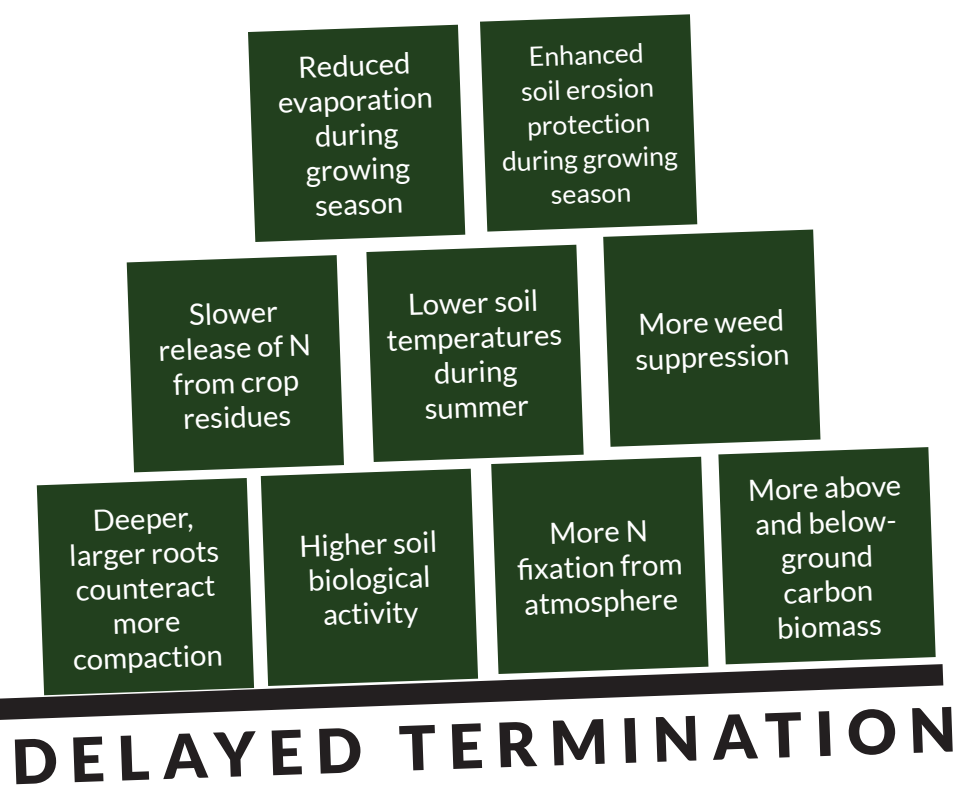 Reduced
evaporation
during
growing
season
Enhanced
soil erosion
protection
during growing
season
Slower
release of N
from crop
residues
Lower soil
temperatures
during
summer
More weed
suppression
Deeper,
larger roots
counteract
more
compaction
Higher soil
biological
activity
More N
fixation from
atmosphere
More above
and below-
ground
carbon
biomass
DELAYED TERMINATION